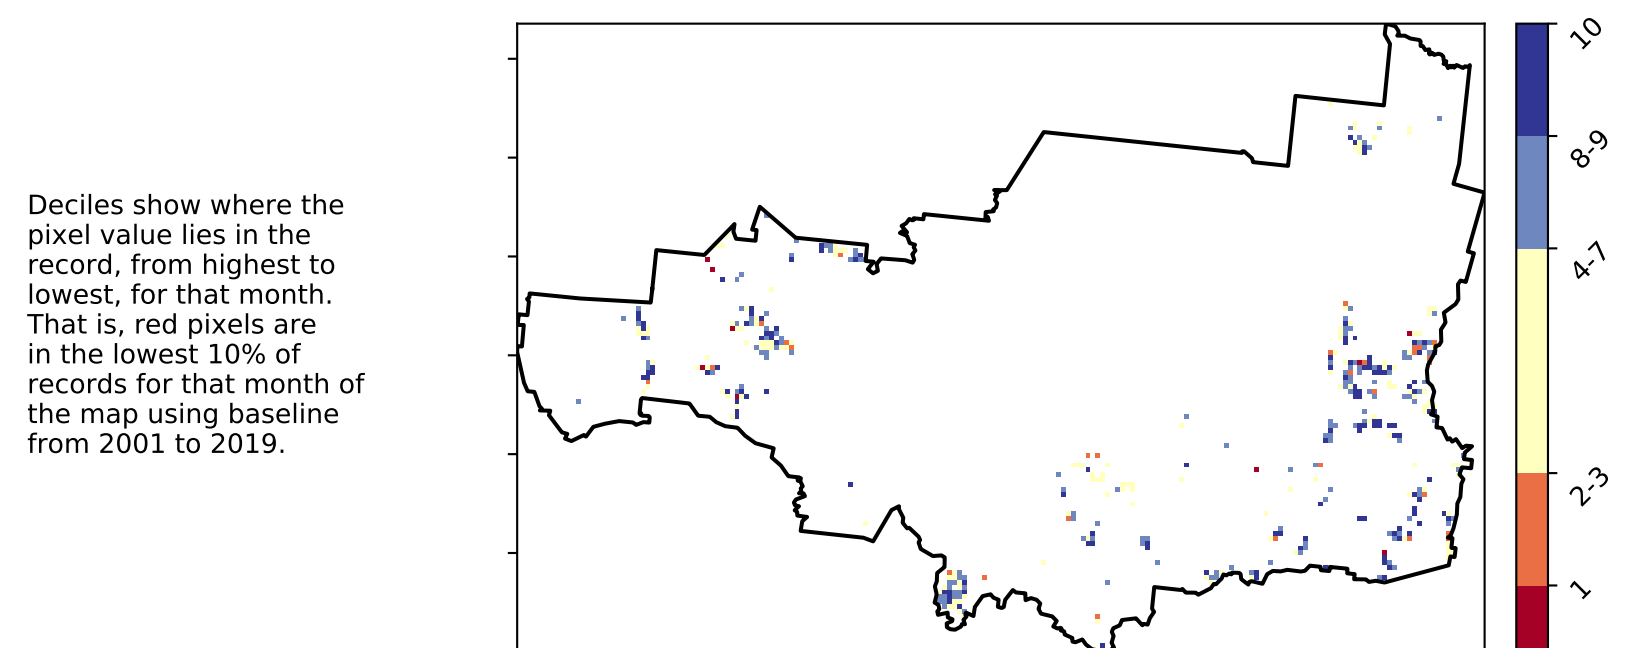 Deciles show where the
pixel value lies in the
record, from highest to
lowest, for that month.
That is, red pixels are
in the lowest 10% of
records for that month of
the map using baseline
from 2001 to 2019.
10
8-9
4-7
2-3
1